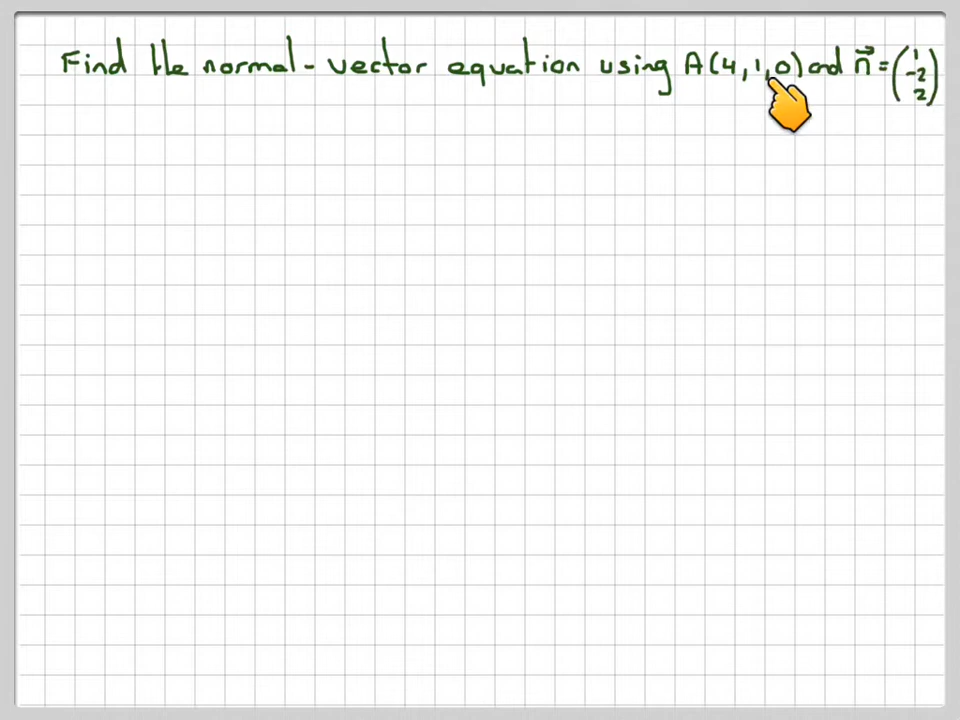 Find the normal-vector equation using A(4,1,0) and n⃗ = (1 -2 2)